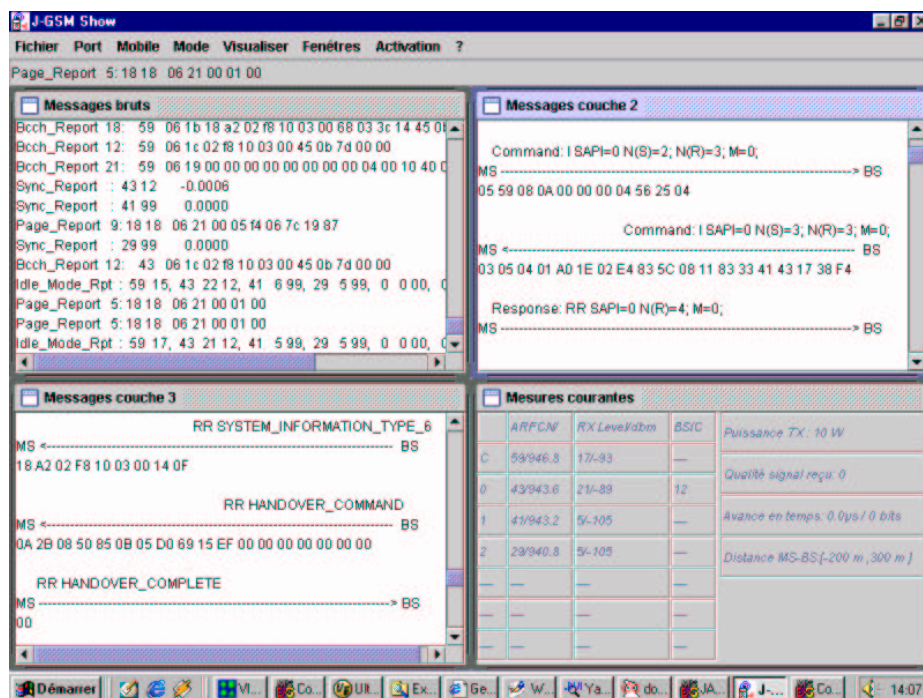 J-GSM Show
Fichier Port Mobile Mode Visualiser Fenétres Activation ?
Page_Report 5: 18 18 06 21 00 01 00
Messages bruts
Bcch_Report 18: 59 06 1b 18 a2 02 f8 10 03 00 68 03 3c 14 45
Bcch_Report 12: 59 06 1c 02 f8 10 03 00 45 0b 7d 00 00
Bcch_Report 21: 59 06 19 00 00 00 00 00 00 00 00 04 00 10 40
Sync_Report : 43 12 -0.0006
Sync_Report : 41 99 0.0000
Page_Report 9: 18 18 06 21 00 05 f4 06 7c 19 87
Sync_Report : 29 99 0.0000
Bcch_Report 12: 43 06 1c 02 f8 10 03 00 45 0b 7d 00 00
Idle_Mode_Rpt : 59 15, 43 22 12, 41 6 99, 29 5 99, 0 0 00,
Page_Report 5: 18 18 06 21 00 01 00
Page_Report 5: 18 18 06 21 00 01 00
Idle_Mode_Rpt : 59 17, 43 21 12, 41 5 99, 29 5 99, 0 0 00,
Messages couche 2
Command: I SAPI=0 N(S)=2; N(R)=3; M=0;
MS ------------------------------> BS
05 59 08 0A 00 00 00 04 56 25 04
Command: I SAPI=0 N(S)=3; N(R)=3; M=0;
MS <------------------------------ BS
03 05 04 01 A0 1E 02 E4 83 5C 08 11 83 33 41 43 17 38 F4
Response: RR SAPI=0 N(R)=4; M=0;
MS ------------------------------> BS
Messages couche 3
RR SYSTEM_INFORMATION_TYPE_6
MS <------------------------------ BS
18 A2 02 F8 10 03 00 14 0F
RR HANDOVER_COMMAND
MS <------------------------------ BS
0A 2B 08 50 85 0B 05 D0 69 15 EF 00 00 00 00 00 00 00
RR HANDOVER_COMPLETE
MS ------------------------------> BS
00
Mesures courantes
ARFCN/ RX Level/dbm BSIC
C 59/946.8 17/-93 —
0 43/943.6 21/-89 12
1 41/943.2 5/-105 —
2 29/940.8 5/-105 —
— — —
— — —
— — —
Puissance TX : 10 W
Qualité signal reçu: 0
Avance en temps: 0.0µs / 0 bits
Distance MS-BS:[-200 m ,300 m ]
Démarrer VI... Co... Ult... Ex... Ge... W... Ya... do... JA... J-... Co...